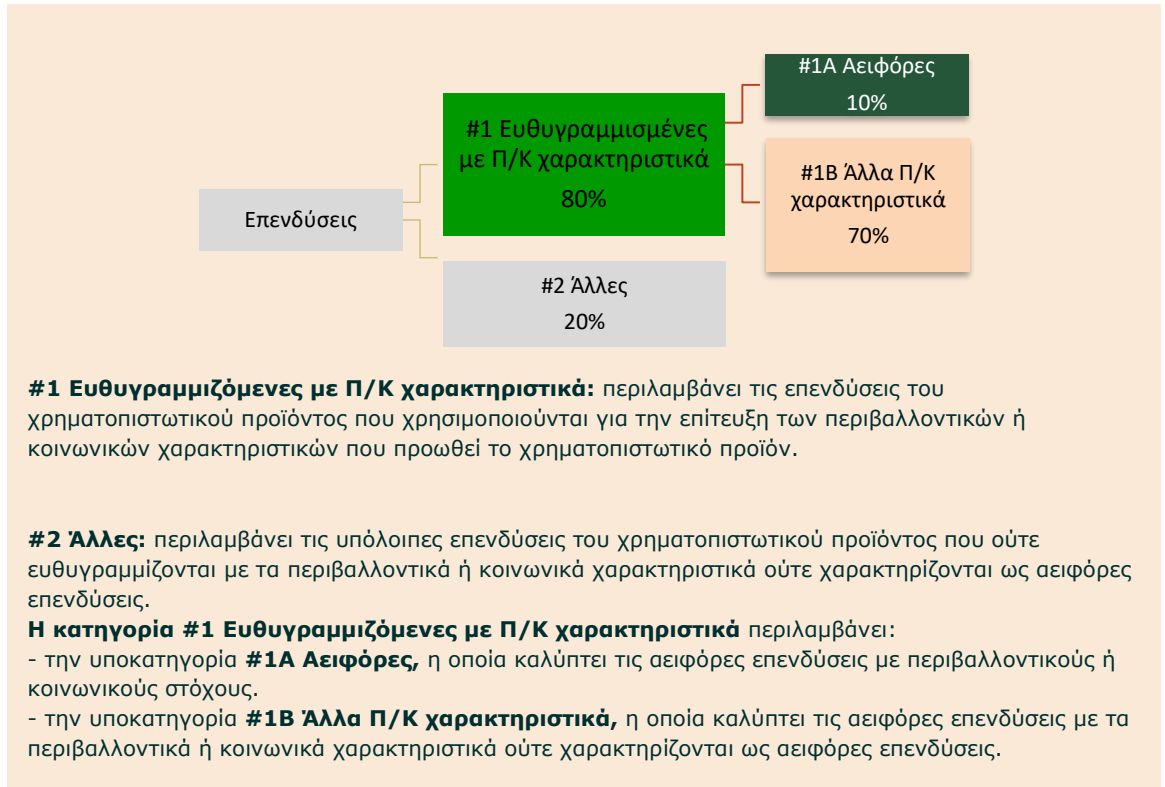 #1A Αειφόρες
10%
#1 Ευθυγραμμισμένες
με Π/Κ χαρακτηριστικά
80%
#1B Άλλα Π/Κ
χαρακτηριστικά
70%
Επενδύσεις
#2 Άλλες
20%
#1 Ευθυγραμμιζόμενες με Π/Κ χαρακτηριστικά: περιλαμβάνει τις επενδύσεις του
χρηματοπιστωτικού προϊόντος που χρησιμοποιούνται για την επίτευξη των περιβαλλοντικών ή
κοινωνικών χαρακτηριστικών που προωθεί το χρηματοπιστωτικό προϊόν.
#2 Άλλες: περιλαμβάνει τις υπόλοιπες επενδύσεις του χρηματοπιστωτικού προϊόντος που ούτε
ευθυγραμμίζονται με τα περιβαλλοντικά ή κοινωνικά χαρακτηριστικά ούτε χαρακτηρίζονται ως αειφόρες
επενδύσεις.
Η κατηγορία #1 Ευθυγραμμιζόμενες με Π/Κ χαρακτηριστικά περιλαμβάνει:
- την υποκατηγορία #1A Αειφόρες, η οποία καλύπτει τις αειφόρες επενδύσεις με περιβαλλοντικούς ή
κοινωνικούς στόχους.
- την υποκατηγορία #1B Άλλα Π/Κ χαρακτηριστικά, η οποία καλύπτει τις αειφόρες επενδύσεις με τα
περιβαλλοντικά ή κοινωνικά χαρακτηριστικά ούτε χαρακτηρίζονται ως αειφόρες επενδύσεις.